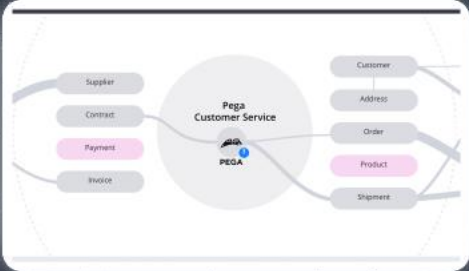 Supplier
Contract
Payment
Invoice
Pega
Customer Service
PEGA
Customer
Address
Order
Product
Shipment